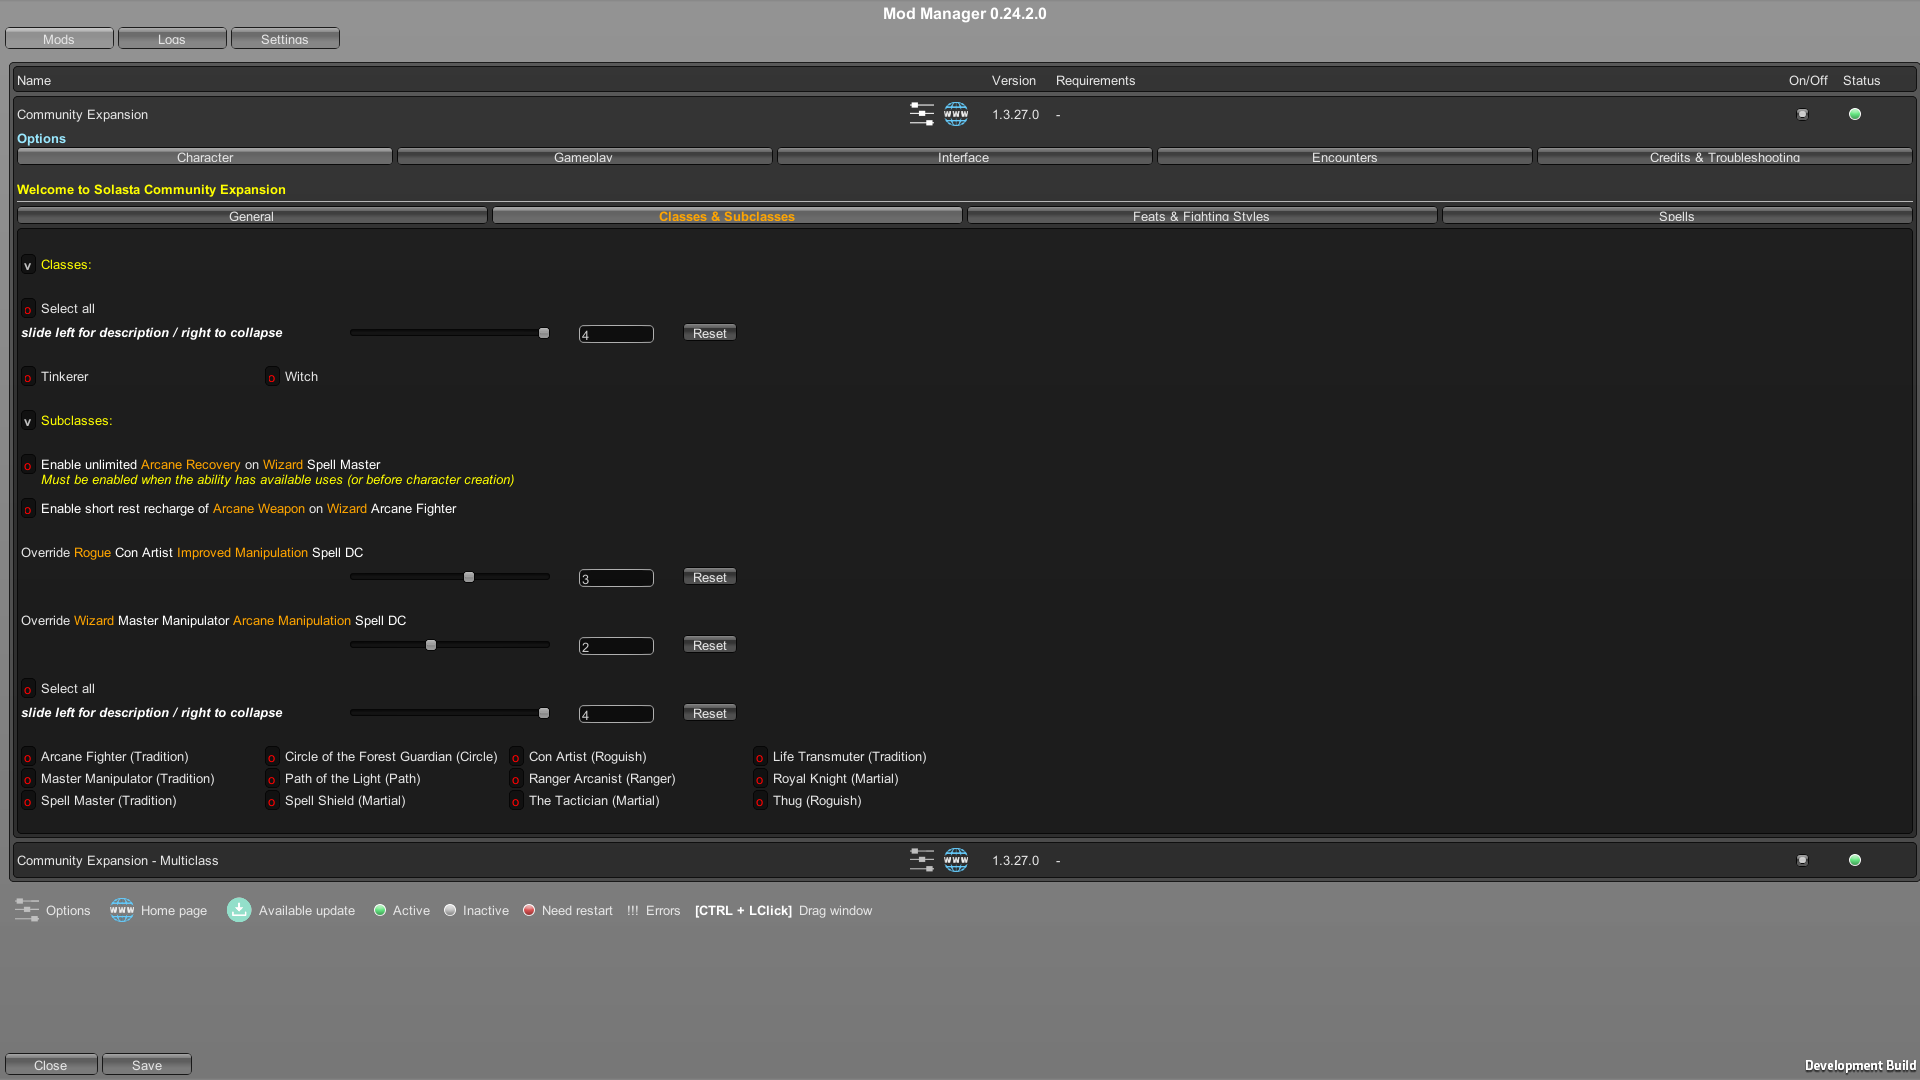 Mod Manager 0.24.2.0
Mods Logs Settings
Name Version Requirements On/Off Status
Community Expansion WWW 1.3.27.0 -
Options
Character Gameplay Interface Encounters Credits & Troubleshooting
Welcome to Solasta Community Expansion
General Classes & Subclasses Feats & Fighting Styles Spells
v Classes:
o Select all
slide left for description / right to collapse 4 Reset
o Tinkerer o Witch
v Subclasses:
o Enable unlimited Arcane Recovery on Wizard Spell Master
Must be enabled when the ability has available uses (or before character creation)
o Enable short rest recharge of Arcane Weapon on Wizard Arcane Fighter
Override Rogue Con Artist Improved Manipulation Spell DC
3 Reset
Override Wizard Master Manipulator Arcane Manipulation Spell DC
2 Reset
o Select all
slide left for description / right to collapse 4 Reset
o Arcane Fighter (Tradition) o Circle of the Forest Guardian (Circle) o Con Artist (Roguish) o Life Transmuter (Tradition)
o Master Manipulator (Tradition) o Path of the Light (Path) o Ranger Arcanist (Ranger) o Royal Knight (Martial)
o Spell Master (Tradition) o Spell Shield (Martial) o The Tactician (Martial) o Thug (Roguish)
Community Expansion - Multiclass WWW 1.3.27.0 -
Options WWW Home page Available update Active Inactive Need restart !!! Errors [CTRL + LClick] Drag window
Close Save Development Build